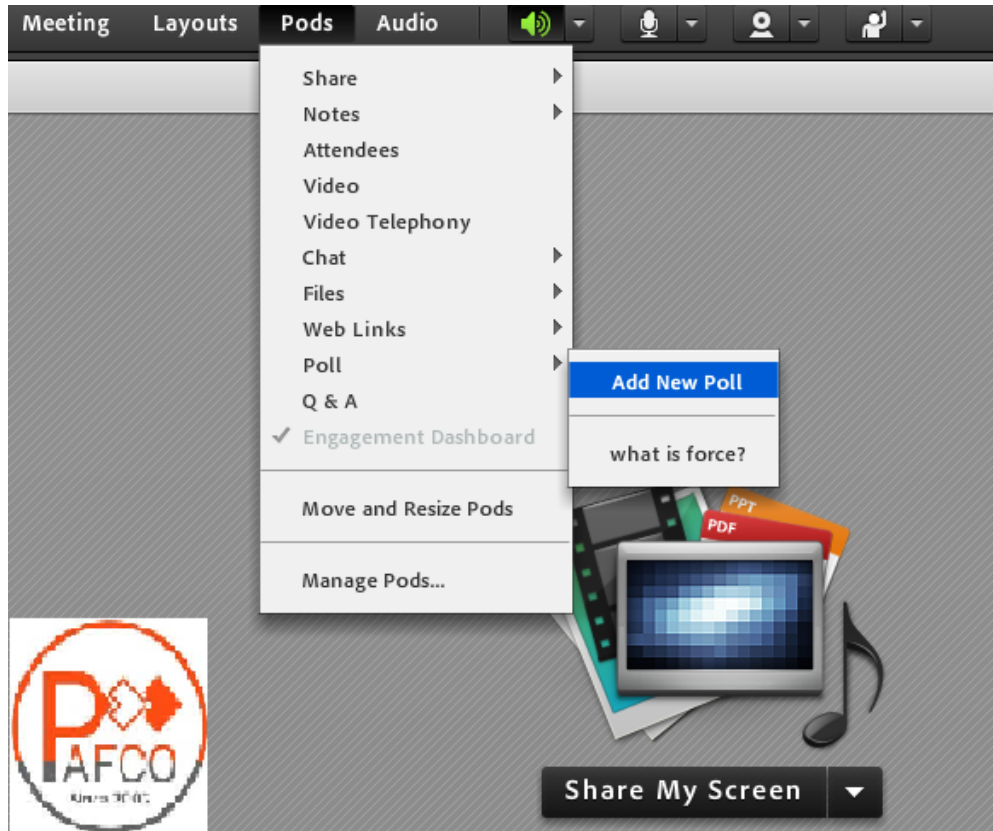 Meeting Layouts Pods Audio
Share
Notes
Attendees
Video
Video Telephony
Chat
Files
Web Links
Poll
Add New Poll
Q & A
Engagement Dashboard
what is force?
Move and Resize Pods
Manage Pods...
PPT
PDF
PAFCO
Share My Screen